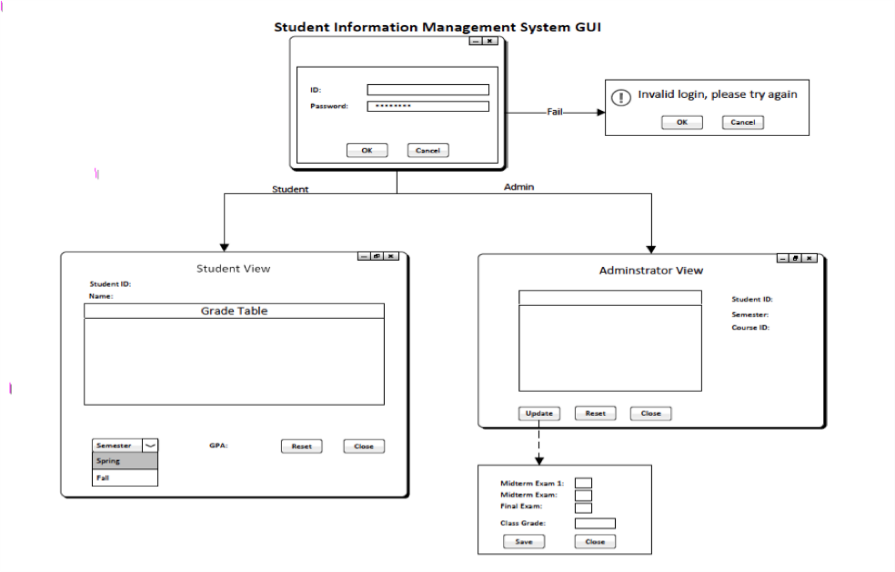 Student Information Management System GUI
ID:
Password: ********
OK Cancel
Fail
Invalid login, please try again
OK Cancel
Student
Admin
Student View
Student ID:
Name:
Grade Table
Semester
Spring
Fall
GPA:
Reset
Close
Adminstrator View
Student ID:
Semester:
Course ID:
Update Reset Close
Midterm Exam 1:
Midterm Exam:
Final Exam:
Class Grade:
Save Close